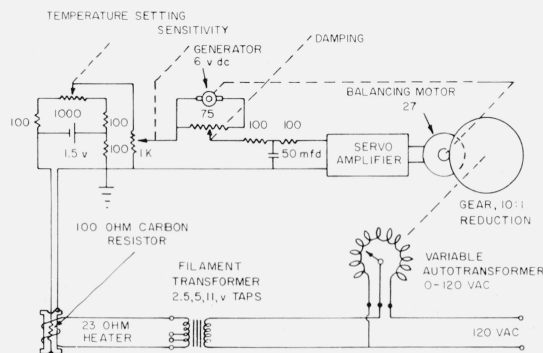 TEMPERATURE SETTING
SENSITIVITY
GENERATOR
6 v dc
DAMPING
75
BALANCING MOTOR
27
100
1000
100
100
1.5 v
1K
100
100
50 mfd
SERVO
AMPLIFIER
GEAR, 10:1
REDUCTION
100 OHM CARBON
RESISTOR
FILAMENT
TRANSFORMER
2.5,5,11,v TAPS
VARIABLE
AUTOTRANSFORMER
0-120 VAC
23 OHM
HEATER
120 VAC